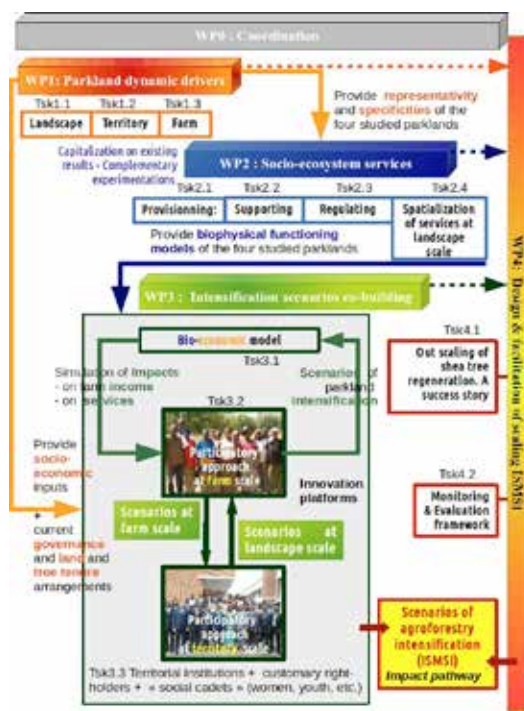 WP0 : Coordination
WP1: Parkland dynamic drivers
Tsk1.1 Tsk1.2 Tsk1.3
Landscape Territory Farm
Provide representativity
and specificities of the
four studied parklands
Capitalization on existing
results - Complementary
experimentations
WP2 : Socio-ecosystem services
Tsk2.1 Tsk2.2 Tsk2.3 Tsk2.4
Provisionning: Supporting Regulating
Spatialization
of services at
landscape
scale
Provide biophysical functioning
models of the four studied parklands
WP3 : Intensification scenarios co-building
Bio-economic model
Tsk3.1
Simulation of Impacts
- on farm income
- on services
Scenarios of
parkland
intensification
Tsk3.2
Participatory
approach
at farm scale
Innovation
platforms
Scenarios at
farm scale
Scenarios at
landscape scale
Participatory
approach
at territory scale
Tsk3.3 Territorial Institutions + customary right-
holders + « social cadets » (women, youth, etc.)
Provide
socio-
economic
inputs
+
current
governance
and land and
tree tenure
arrangements
Tsk4.1
Out scaling of
shea tree
regeneration. A
success story
Tsk4.2
Monitoring
& Evaluation
framework
Scenarios of
agroforestry
intensification
(ISMSI)
Impact pathway
WP4: Design & facilitation of scaling ISMSI